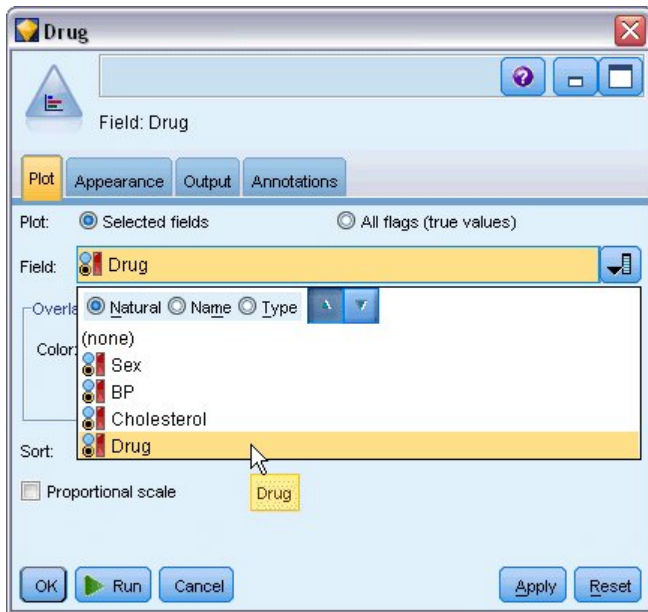 Drug
Field: Drug
Plot Appearance Output Annotations
Plot: Selected fields All flags (true values)
Field: Drug
Natural Name Type
(none)
Color:
Sex
BP
Cholesterol
Sort: Drug
Drug
Proportional scale
OK Run Cancel Apply Reset